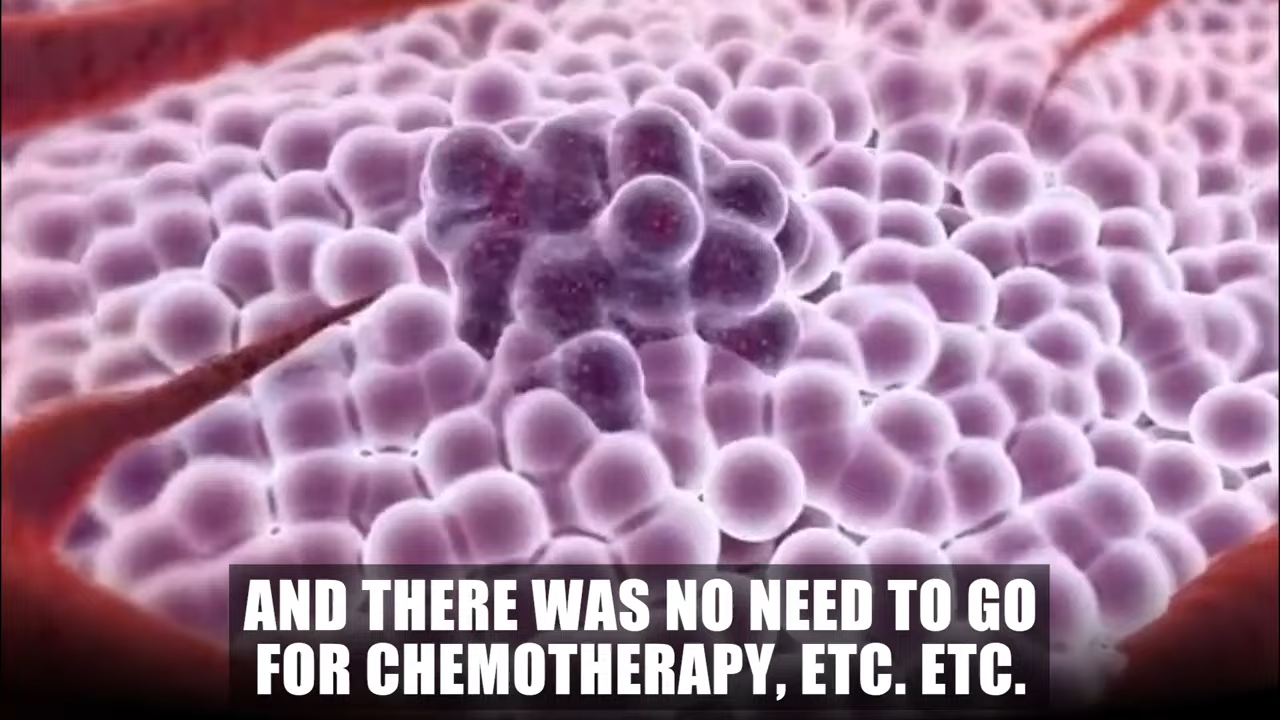 AND THERE WAS NO NEED TO GO
FOR CHEMOTHERAPY, ETC. ETC.